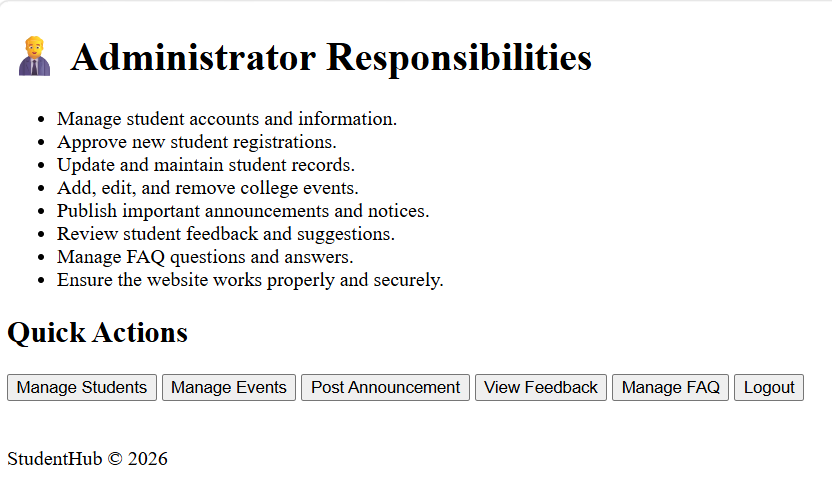 Administrator Responsibilities
Manage student accounts and information.
Approve new student registrations.
Update and maintain student records.
Add, edit, and remove college events.
Publish important announcements and notices.
Review student feedback and suggestions.
Manage FAQ questions and answers.
Ensure the website works properly and securely.
Quick Actions
Manage Students Manage Events Post Announcement View Feedback Manage FAQ Logout
StudentHub © 2026